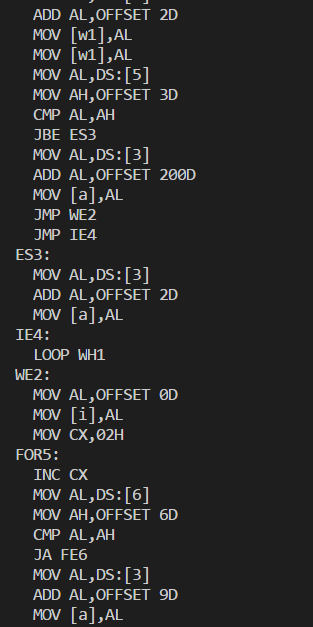 ADD AL,OFFSET 2D
MOV [w1],AL
MOV [w1],AL
MOV AL,DS:[5]
MOV AH,OFFSET 3D
CMP AL,AH
JBE ES3
MOV AL,DS:[3]
ADD AL,OFFSET 200D
MOV [a],AL
JMP WE2
JMP IE4
ES3:
MOV AL,DS:[3]
ADD AL,OFFSET 2D
MOV [a],AL
IE4:
LOOP WH1
WE2:
MOV AL,OFFSET 0D
MOV [i],AL
MOV CX,02H
FOR5:
INC CX
MOV AL,DS:[6]
MOV AH,OFFSET 6D
CMP AL,AH
JA FE6
MOV AL,DS:[3]
ADD AL,OFFSET 9D
MOV [a],AL